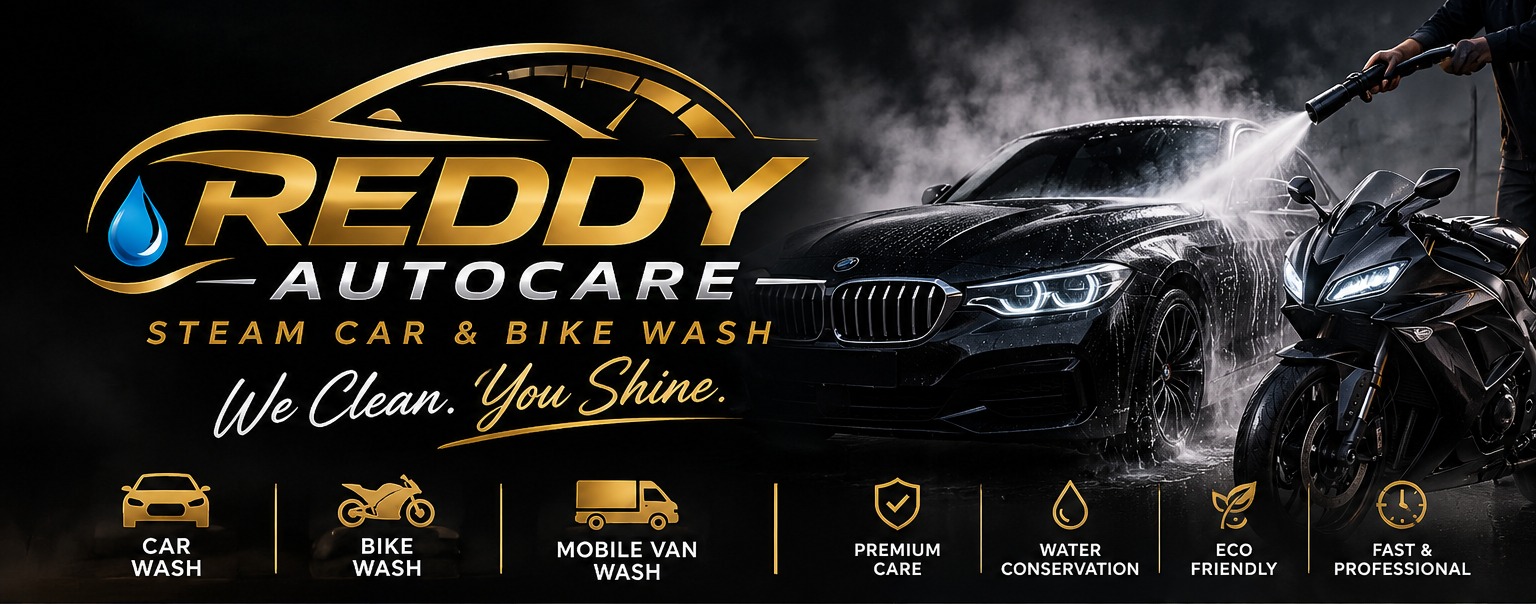 REDDY
AUTOCARE
STEAM CAR & BIKE WASH
We Clean. You Shine.
CAR
WASH
BIKE
WASH
MOBILE VAN
WASH
PREMIUM
CARE
WATER
CONSERVATION
ECO
FRIENDLY
FAST &
PROFESSIONAL